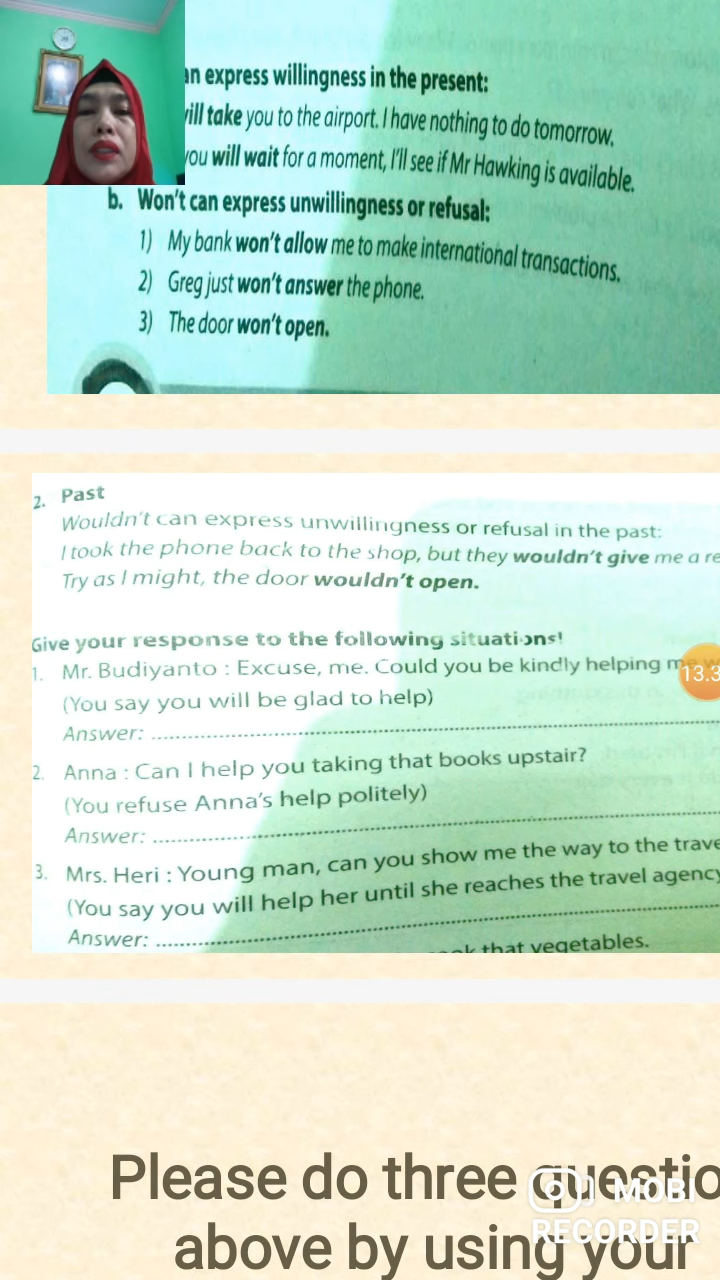 an express willingness in the present:
will take you to the airport. I have nothing to do tomorrow.
you will wait for a moment, I'll see if Mr Hawking is available.
b. Won't can express unwillingness or refusal:
1) My bank won't allow me to make international transactions.
2) Greg just won't answer the phone.
3) The door won't open.
2. Past
Wouldn't can express unwillingness or refusal in the past:
I took the phone back to the shop, but they wouldn't give me a re
Try as I might, the door wouldn't open.
Give your response to the following situations!
1. Mr. Budiyanto : Excuse, me. Could you be kindly helping me w
13.3
(You say you will be glad to help)
Answer:
2. Anna : Can I help you taking that books upstair?
(You refuse Anna's help politely)
Answer:
3. Mrs. Heri : Young man, can you show me the way to the trave
(You say you will help her until she reaches the travel agency
Answer:
that vegetables.
Please do three questio
above by using your
MOBI
RECORDER